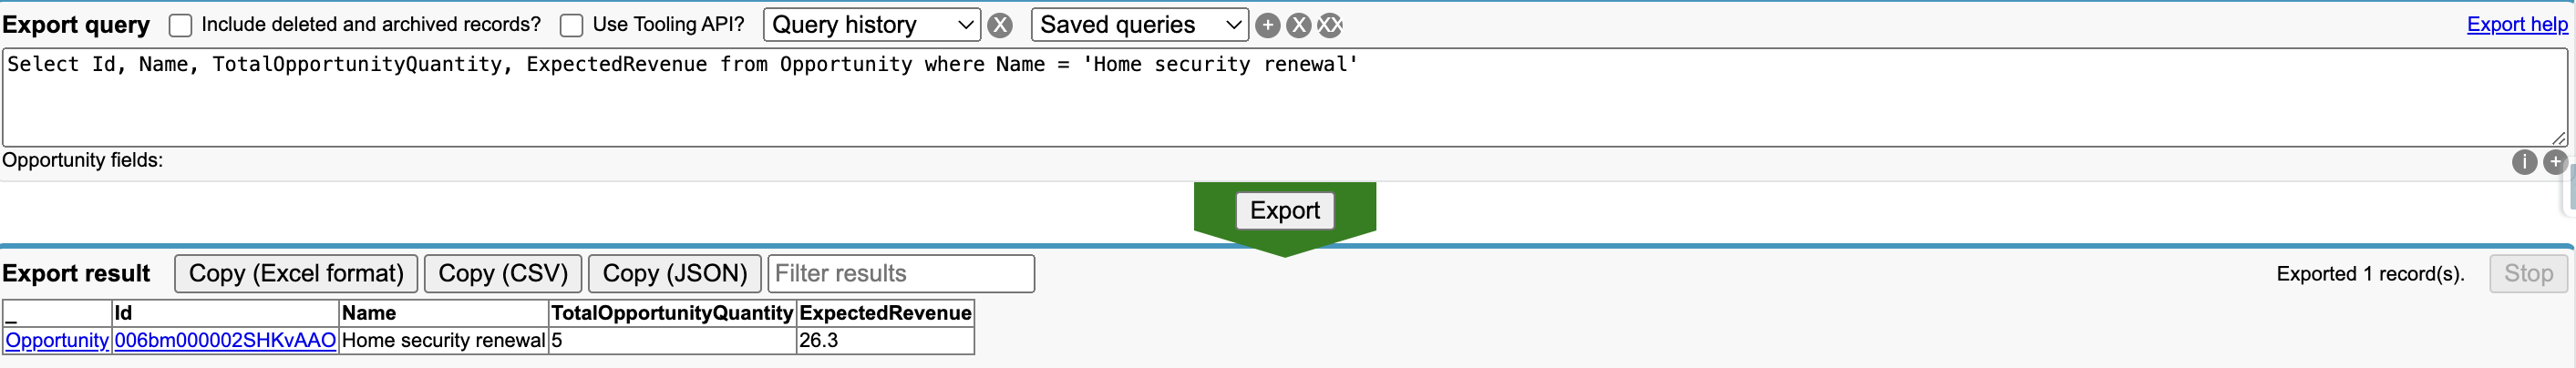 Export query Include deleted and archived records? Use Tooling API? Query history X Saved queries + X XX Export help
Select Id, Name, TotalOpportunityQuantity, ExpectedRevenue from Opportunity where Name = 'Home security renewal'
Opportunity fields: i +
Export
Export result Copy (Excel format) Copy (CSV) Copy (JSON) Filter results Exported 1 record(s). Stop
_ Id Name TotalOpportunityQuantity ExpectedRevenue
Opportunity 006bm000002SHKvAAO Home security renewal 5 26.3